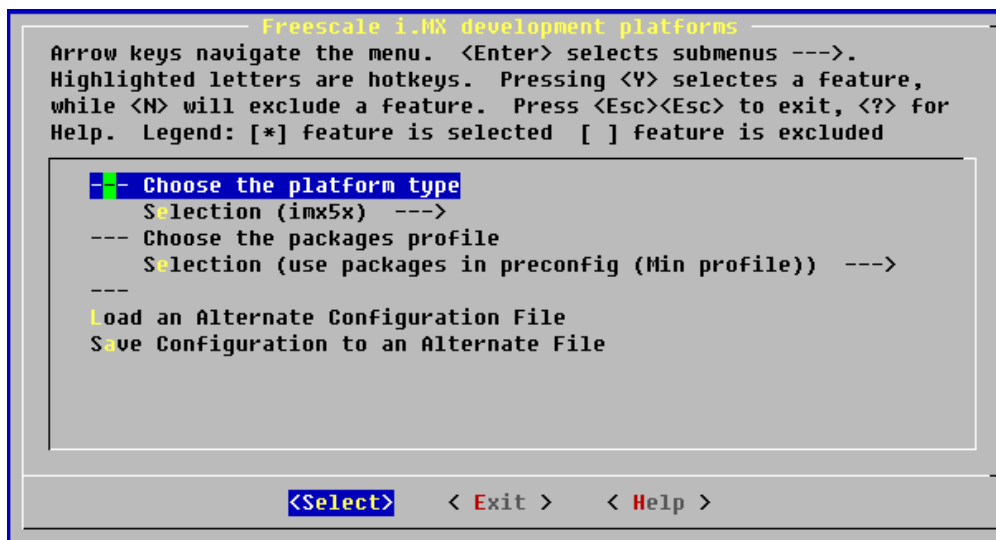 Freescale i.MX development platforms
Arrow keys navigate the menu.  <Enter> selects submenus --->.
Highlighted letters are hotkeys.  Pressing <Y> selectes a feature,
while <N> will exclude a feature.  Press <Esc><Esc> to exit, <?> for
Help.  Legend: [*] feature is selected  [ ] feature is excluded
--- Choose the platform type
Selection (imx5x)  --->
--- Choose the packages profile
Selection (use packages in preconfig (Min profile))  --->
---
Load an Alternate Configuration File
Save Configuration to an Alternate File
<Select>    < Exit >    < Help >